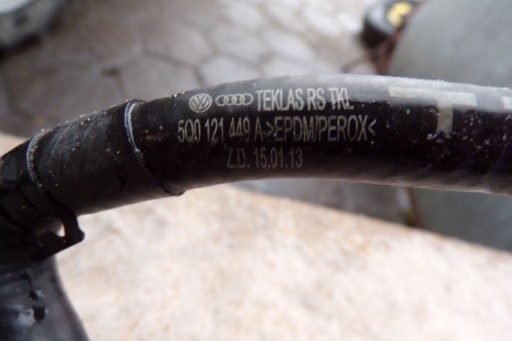 TEKLAS RS TKL
5Q0 121 449 A >EPDM/PEROX<
Z.D. 15.01.13